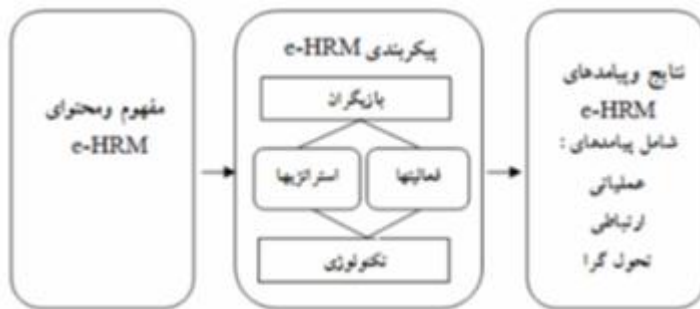 مفهوم ومحتوای
e-HRM
پیکربندی e-HRM
بازیگران
استراتژیها
فعالیتها
تکنولوژی
نتایج وپیامدهای
e-HRM
شامل پیامدهای :
عملیاتی
ارتباطی
تحول گرا